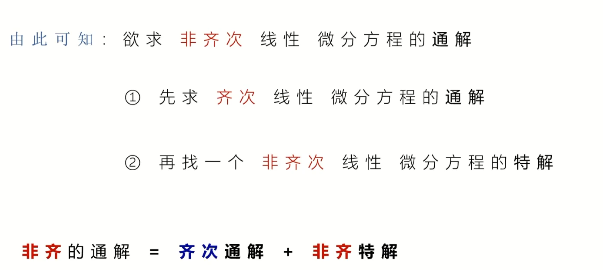 由此可知: 欲求 非齐次 线性 微分方程的通解
① 先求 齐次 线性 微分方程的通解
② 再找一个 非齐次 线性 微分方程的特解
非齐的通解 = 齐次通解 + 非齐特解